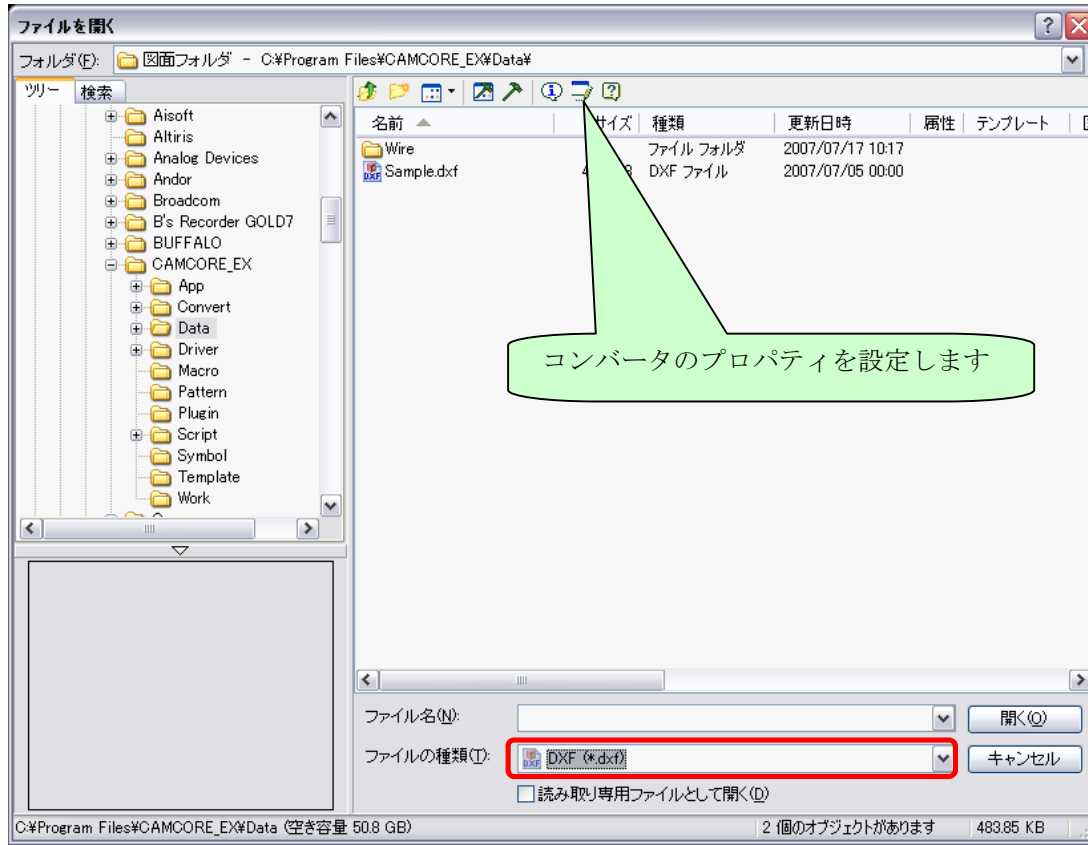 ファイルを開く
フォルダ(F): 図面フォルダ - C:¥Program Files¥CAMCORE_EX¥Data¥
ツリー 検索
Aisoft
Altiris
Analog Devices
Andor
Broadcom
B's Recorder GOLD7
BUFFALO
CAMCORE_EX
App
Convert
Data
Driver
Macro
Pattern
Plugin
Script
Symbol
Template
Work
名前 サイズ 種類 更新日時 属性 テンプレート
Wire ファイル フォルダ 2007/07/17 10:17
Sample.dxf DXF ファイル 2007/07/05 00:00
コンバータのプロパティを設定します
ファイル名(N): 開く(O)
ファイルの種類(T): DXF (*.dxf) キャンセル
読み取り専用ファイルとして開く(D)
C:¥Program Files¥CAMCORE_EX¥Data (空き容量 50.8 GB) 2 個のオブジェクトがあります 483.85 KB